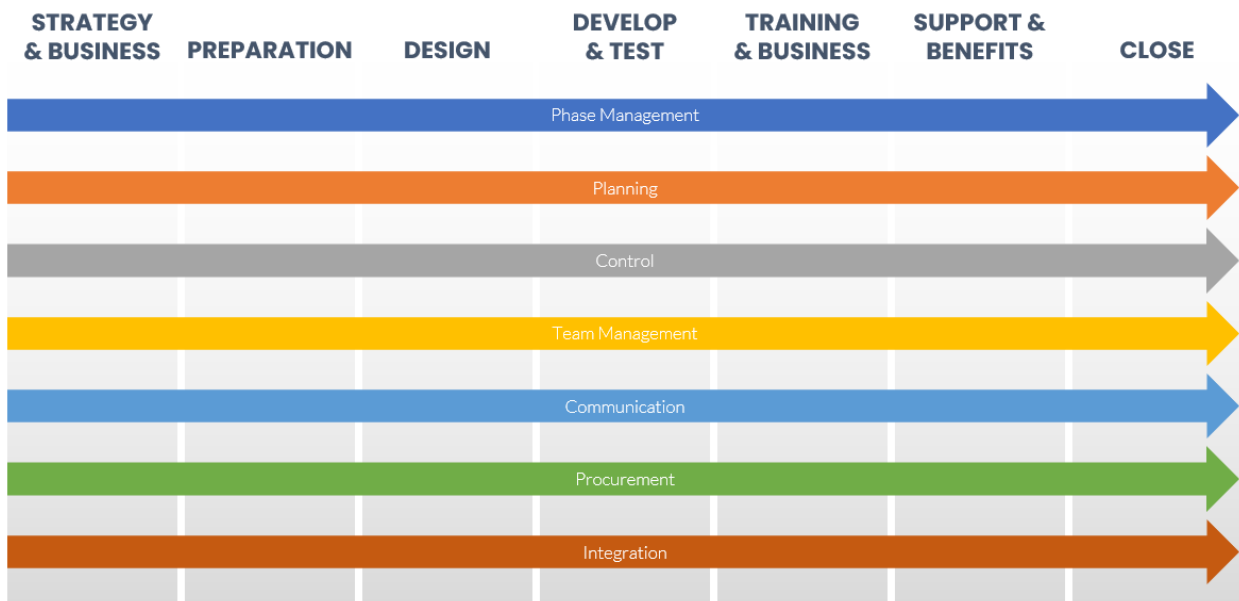 STRATEGY
& BUSINESS
PREPARATION
DESIGN
DEVELOP
& TEST
TRAINING
& BUSINESS
SUPPORT &
BENEFITS
CLOSE
Phase Management
Planning
Control
Team Management
Communication
Procurement
Integration